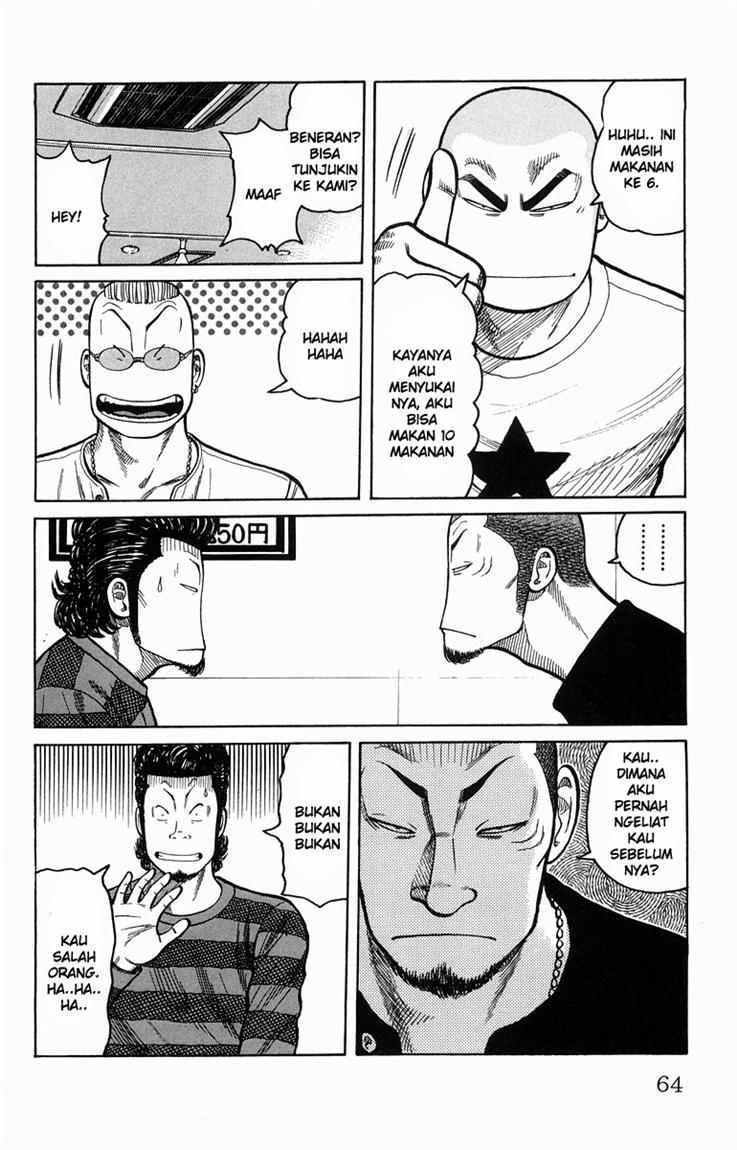 HUHU.. INI
MASIH
MAKANAN
KE 6.
KAYANYA
AKU
MENYUKAI
NYA, AKU
BISA
MAKAN 10
MAKANAN
BENERAN?
BISA
TUNJUKIN
KE KAMI?
MAAF
HEY!
HAHAH
HAHA
.......
.......
50円
KAU..
DIMANA
AKU
PERNAH
NGELIAT
KAU
SEBELUM
NYA?
BUKAN
BUKAN
BUKAN
KAU
SALAH
ORANG.
HA..HA..
HA..
64